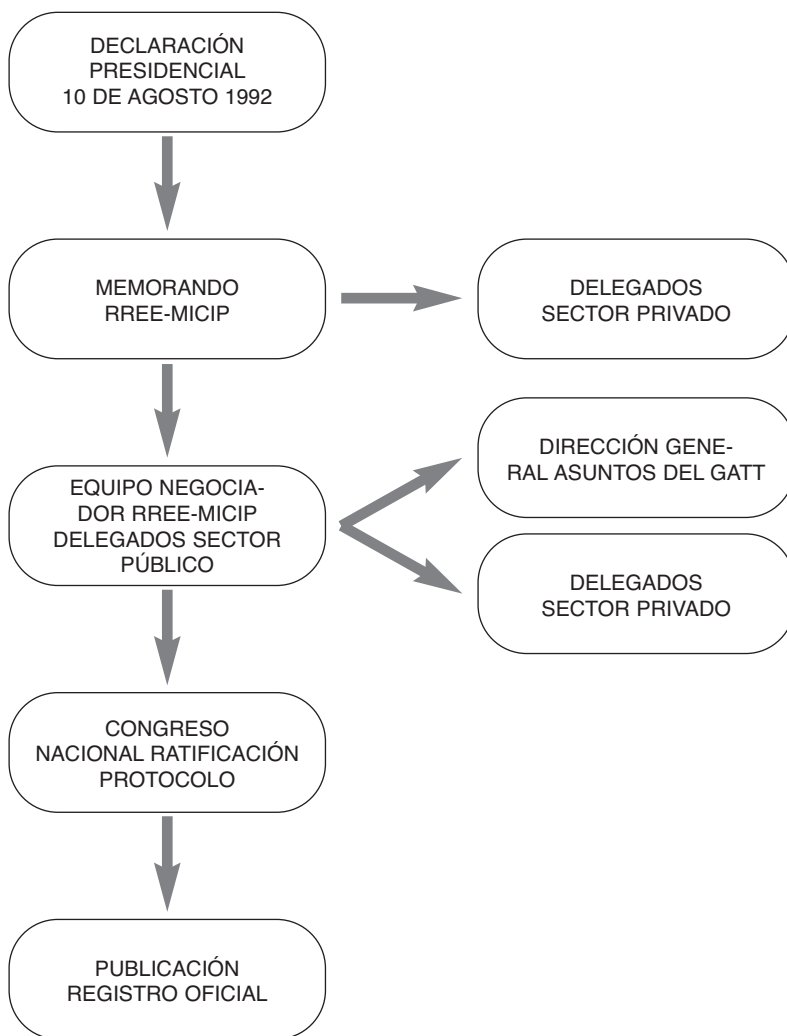 DECLARACIÓN
PRESIDENCIAL
10 DE AGOSTO 1992
MEMORANDO
RREE-MICIP
DELEGADOS
SECTOR PRIVADO
EQUIPO NEGOCIA-
DOR RREE-MICIP
DELEGADOS SECTOR
PÚBLICO
DIRECCIÓN GENE-
RAL ASUNTOS DEL GATT
DELEGADOS
SECTOR PRIVADO
CONGRESO
NACIONAL RATIFICACIÓN
PROTOCOLO
PUBLICACIÓN
REGISTRO OFICIAL